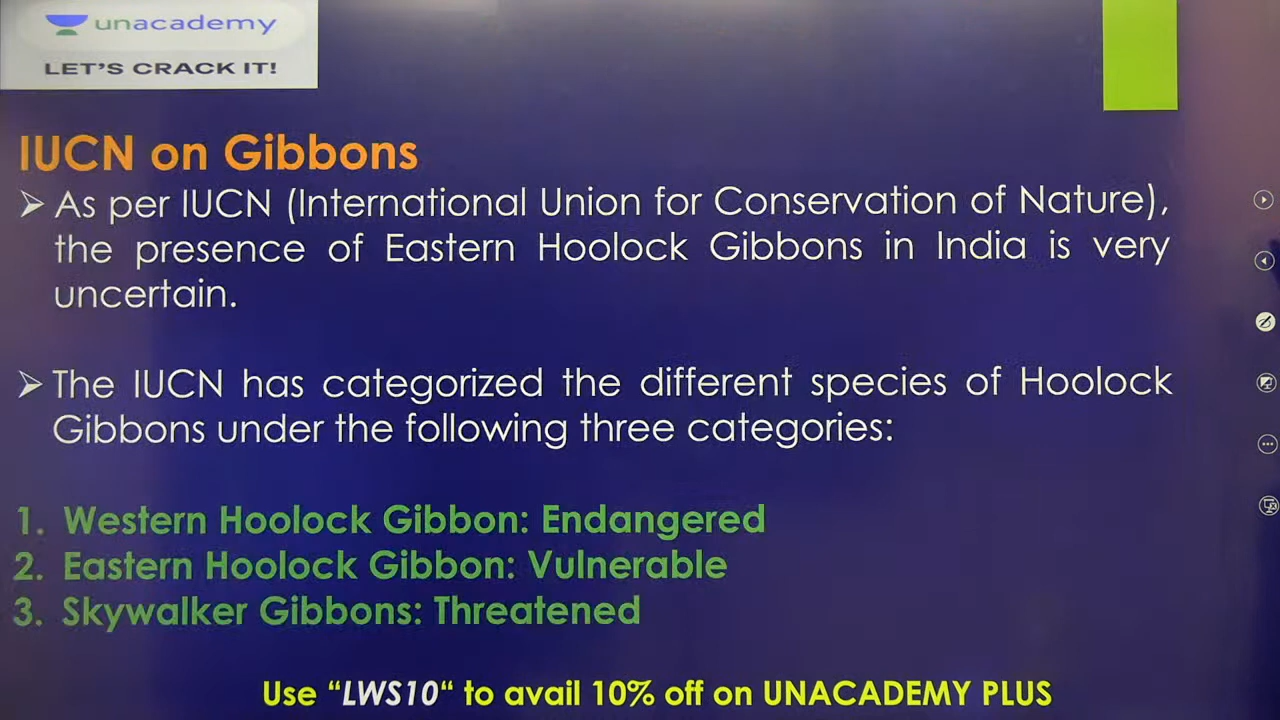 unacademy
LET'S CRACK IT!
IUCN on Gibbons
➢ As per IUCN (International Union for Conservation of Nature),
the presence of Eastern Hoolock Gibbons in India is very
uncertain.
➢ The IUCN has categorized the different species of Hoolock
Gibbons under the following three categories:
1. Western Hoolock Gibbon: Endangered
2. Eastern Hoolock Gibbon: Vulnerable
3. Skywalker Gibbons: Threatened
Use “LWS10“ to avail 10% off on UNACADEMY PLUS